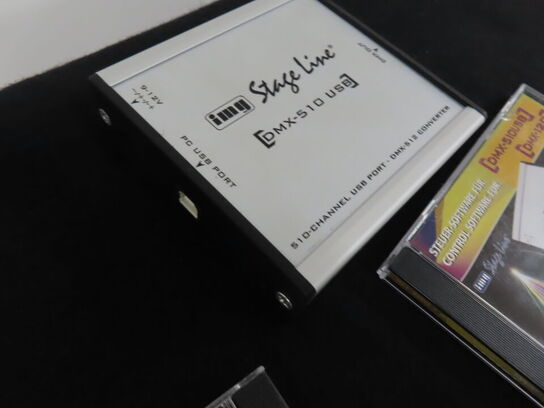 img Stage Line®
[DMX-510 USB]
510-CHANNEL USB PORT - DMX-512 CONVERTER
PC USB PORT
9-12V
~/+/-/+
[DMX-510USB]
STEUER-SOFTWARE FÜR
CONTROL SOFTWARE FOR
img Stage Line